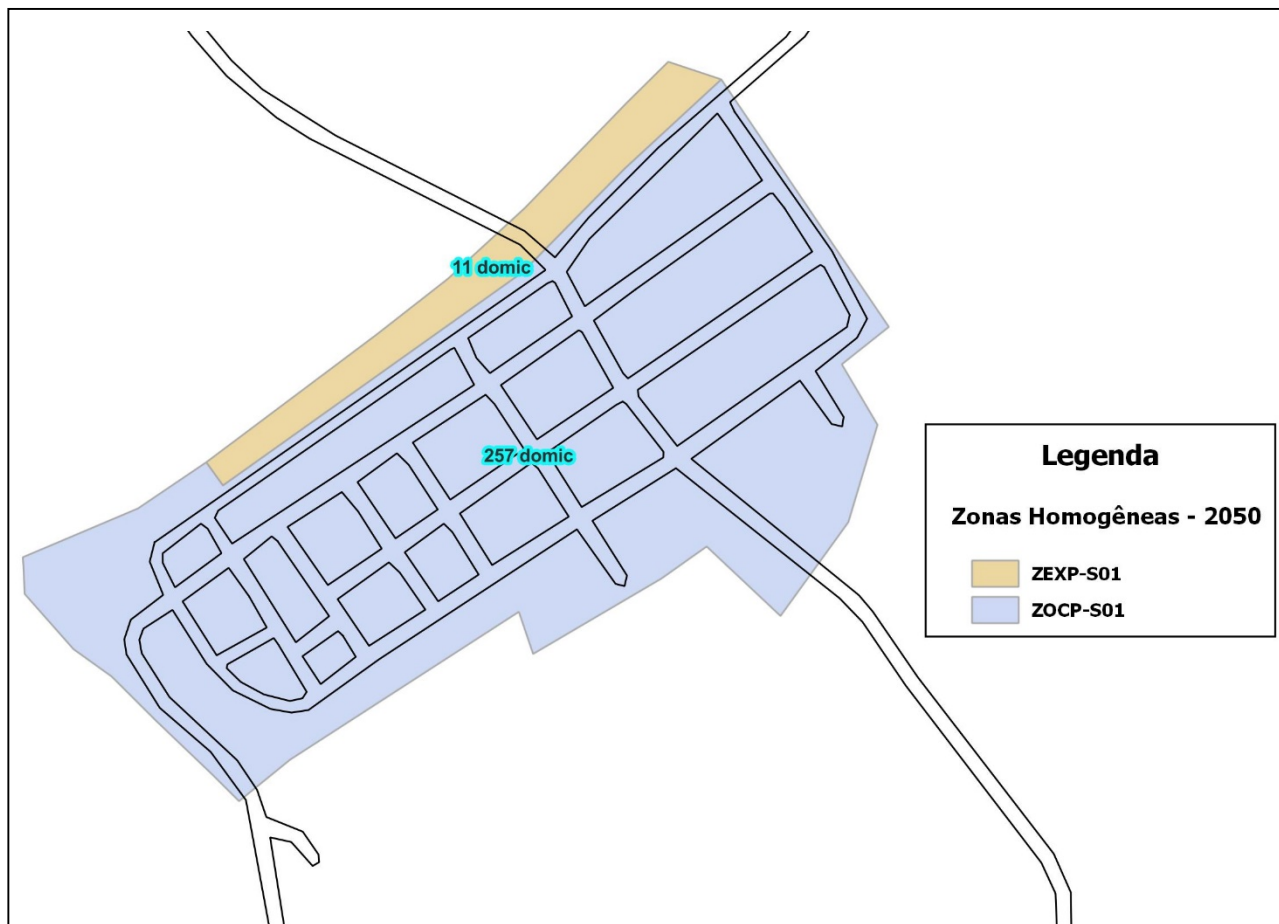 11 domic
257 domic
Legenda
Zonas Homogêneas - 2050
ZEXP-S01
ZOCP-S01